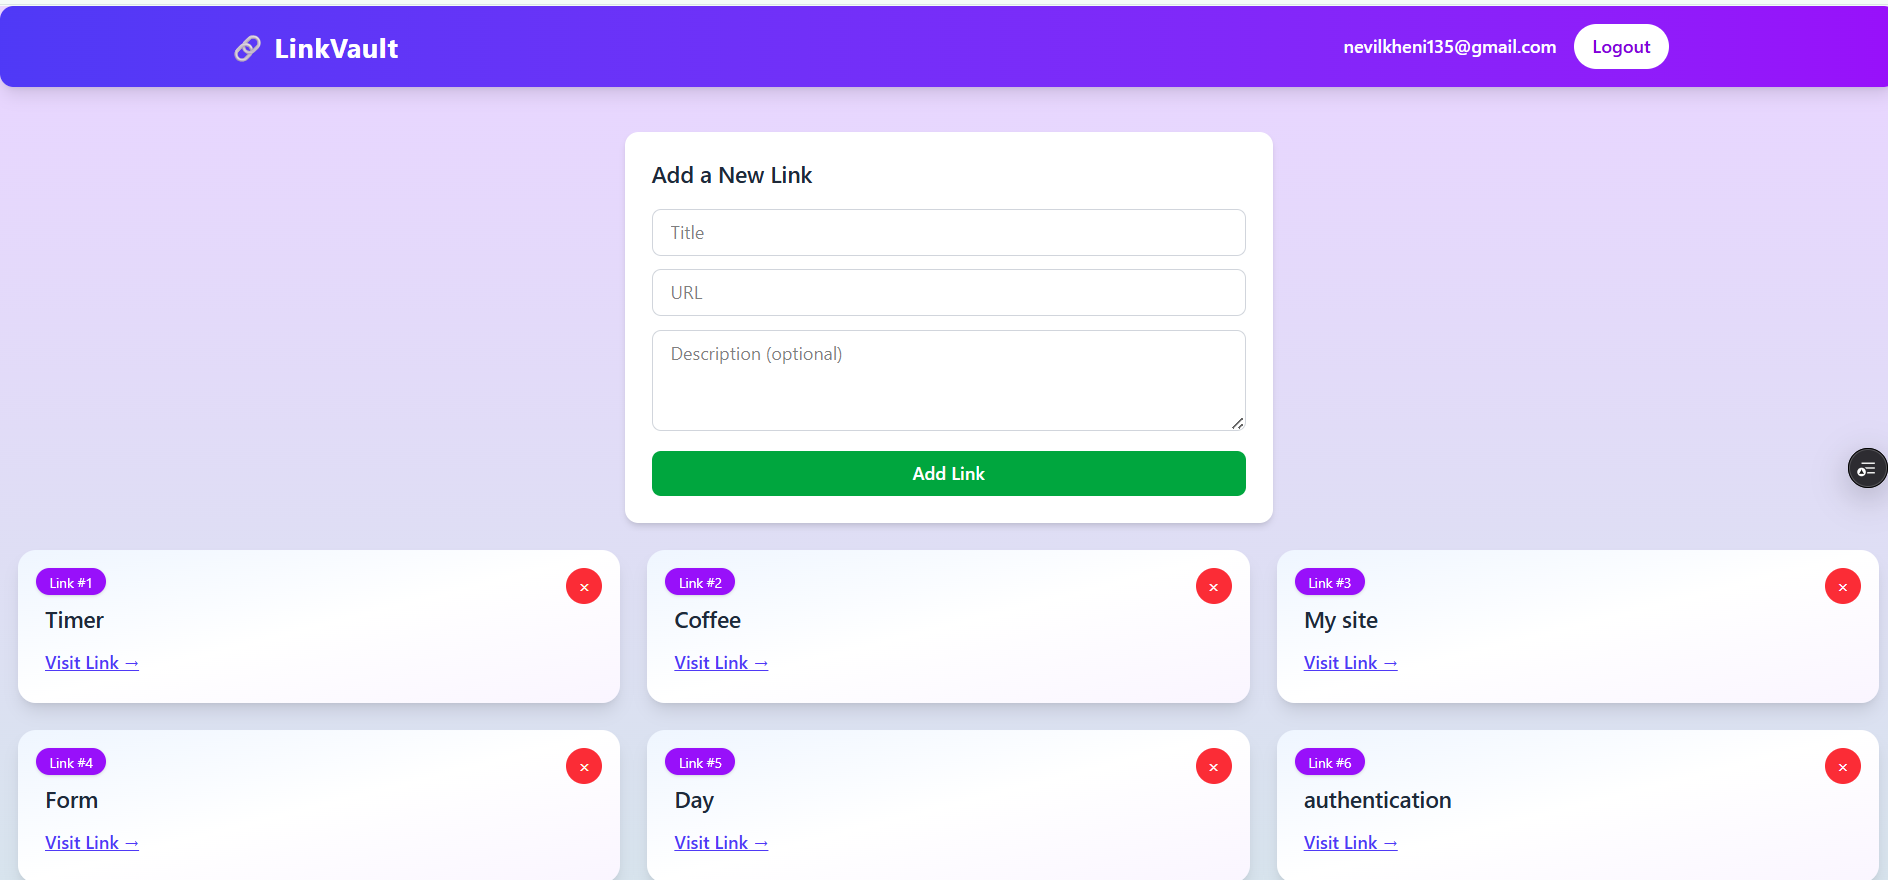 LinkVault
nevilkheni135@gmail.com
Logout
Add a New Link
Title
URL
Description (optional)
Add Link
Link #1
×
Timer
Visit Link →
Link #2
×
Coffee
Visit Link →
Link #3
×
My site
Visit Link →
Link #4
×
Form
Visit Link →
Link #5
×
Day
Visit Link →
Link #6
×
authentication
Visit Link →